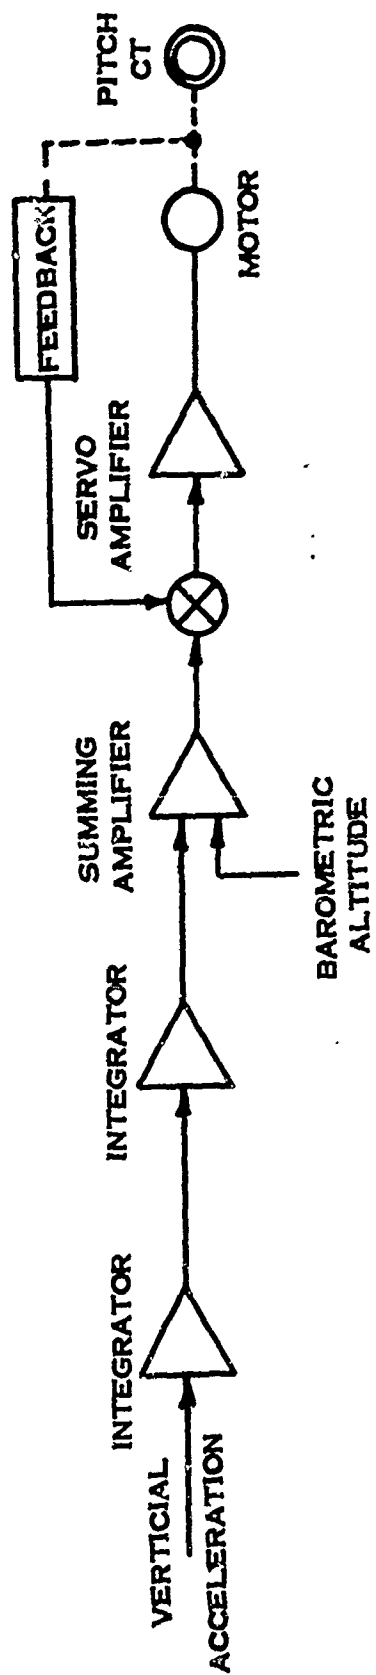 VERTICIAL
ACCELERATION
INTEGRATOR
INTEGRATOR
SUMMING
AMPLIFIER
BAROMETRIC
ALTITUDE
SERVO
AMPLIFIER
FEEDBACK
MOTOR
PITCH
CT